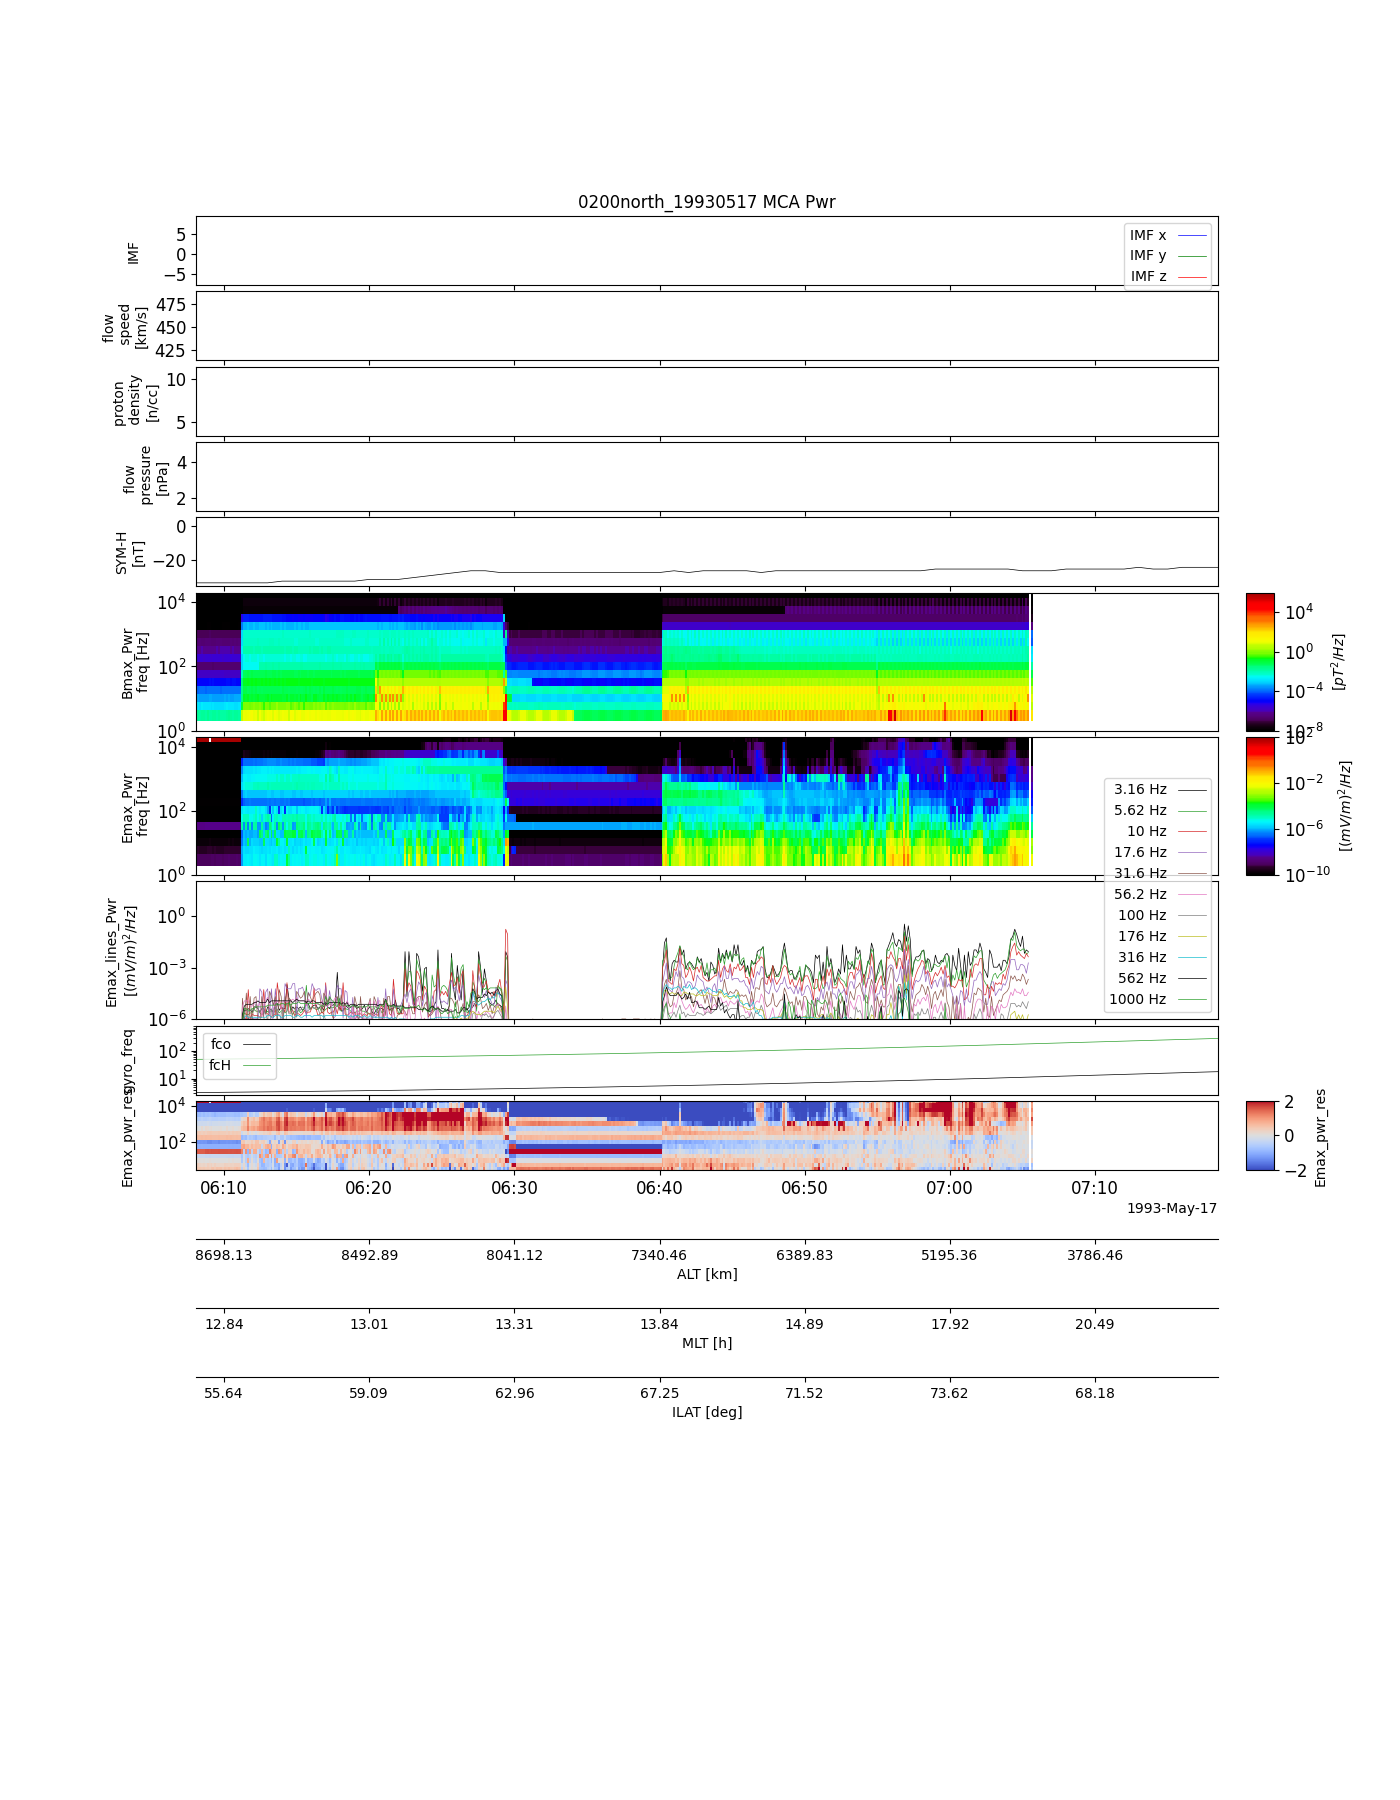 0200north_19930517 MCA Pwr
IMF
5
0
−5
IMF x
IMF y
IMF z
flow
speed
[km/s]
475
450
425
proton
density
[n/cc]
10
5
flow
pressure
[nPa]
4
2
SYM-H
[nT]
0
−20
Bmax_Pwr
freq [Hz]
10^4
10^2
10^0
10^4
10^0
10^−4
10^−8
[pT^2/Hz]
Emax_Pwr
freq [Hz]
10^4
10^2
10^0
10^2
10^−2
10^−6
10^−10
[(mV/m)^2/Hz]
3.16 Hz
5.62 Hz
10 Hz
17.6 Hz
31.6 Hz
56.2 Hz
100 Hz
176 Hz
316 Hz
562 Hz
1000 Hz
Emax_lines_Pwr
[(mV/m)^2/Hz]
10^0
10^−3
10^−6
gyro_freq
10^2
10^1
fco
fcH
Emax_pwr_res
10^4
10^2
2
0
−2
Emax_pwr_res
06:10 06:20 06:30 06:40 06:50 07:00 07:10
1993-May-17
8698.13 8492.89 8041.12 7340.46 6389.83 5195.36 3786.46
ALT [km]
12.84 13.01 13.31 13.84 14.89 17.92 20.49
MLT [h]
55.64 59.09 62.96 67.25 71.52 73.62 68.18
ILAT [deg]